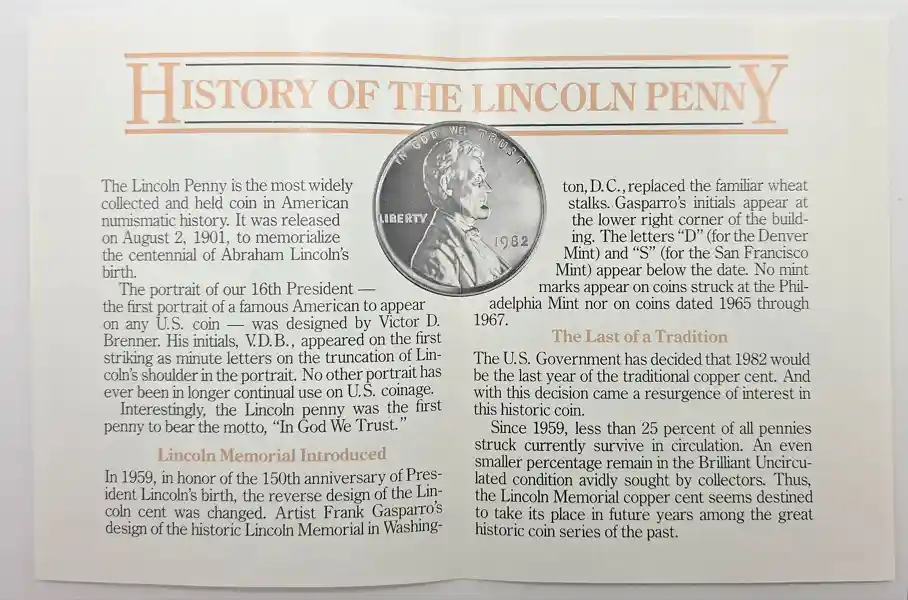 HISTORY OF THE LINCOLN PENNY
IN GOD WE TRUST
LIBERTY
1982
The Lincoln Penny is the most widely
collected and held coin in American
numismatic history. It was released
on August 2, 1901, to memorialize
the centennial of Abraham Lincoln's
birth.
The portrait of our 16th President —
the first portrait of a famous American to appear
on any U.S. coin — was designed by Victor D.
Brenner. His initials, V.D.B., appeared on the first
striking as minute letters on the truncation of Lin-
coln's shoulder in the portrait. No other portrait has
ever been in longer continual use on U.S. coinage.
Interestingly, the Lincoln penny was the first
penny to bear the motto, "In God We Trust."
Lincoln Memorial Introduced
In 1959, in honor of the 150th anniversary of Pres-
ident Lincoln's birth, the reverse design of the Lin-
coln cent was changed. Artist Frank Gasparro's
design of the historic Lincoln Memorial in Washing-
ton, D.C., replaced the familiar wheat
stalks. Gasparro's initials appear at
the lower right corner of the build-
ing. The letters "D" (for the Denver
Mint) and "S" (for the San Francisco
Mint) appear below the date. No mint
marks appear on coins struck at the Phil-
adelphia Mint nor on coins dated 1965 through
1967.
The Last of a Tradition
The U.S. Government has decided that 1982 would
be the last year of the traditional copper cent. And
with this decision came a resurgence of interest in
this historic coin.
Since 1959, less than 25 percent of all pennies
struck currently survive in circulation. An even
smaller percentage remain in the Brilliant Uncircu-
lated condition avidly sought by collectors. Thus,
the Lincoln Memorial copper cent seems destined
to take its place in future years among the great
historic coin series of the past.